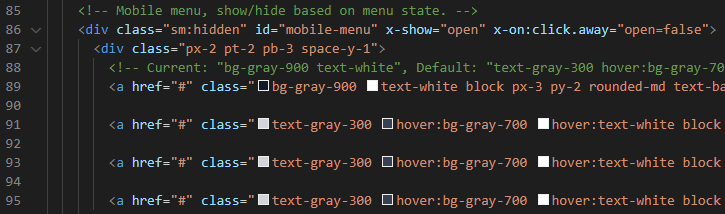 85 <!-- Mobile menu, show/hide based on menu state. -->
86 <div class="sm:hidden" id="mobile-menu" x-show="open" x-on:click.away="open=false">
87 <div class="px-2 pt-2 pb-3 space-y-1">
88 <!-- Current: "bg-gray-900 text-white", Default: "text-gray-300 hover:bg-gray-70
89 <a href="#" class="bg-gray-900 text-white block px-3 py-2 rounded-md text-ba
90
91 <a href="#" class="text-gray-300 hover:bg-gray-700 hover:text-white block
92
93 <a href="#" class="text-gray-300 hover:bg-gray-700 hover:text-white block
94
95 <a href="#" class="text-gray-300 hover:bg-gray-700 hover:text-white block